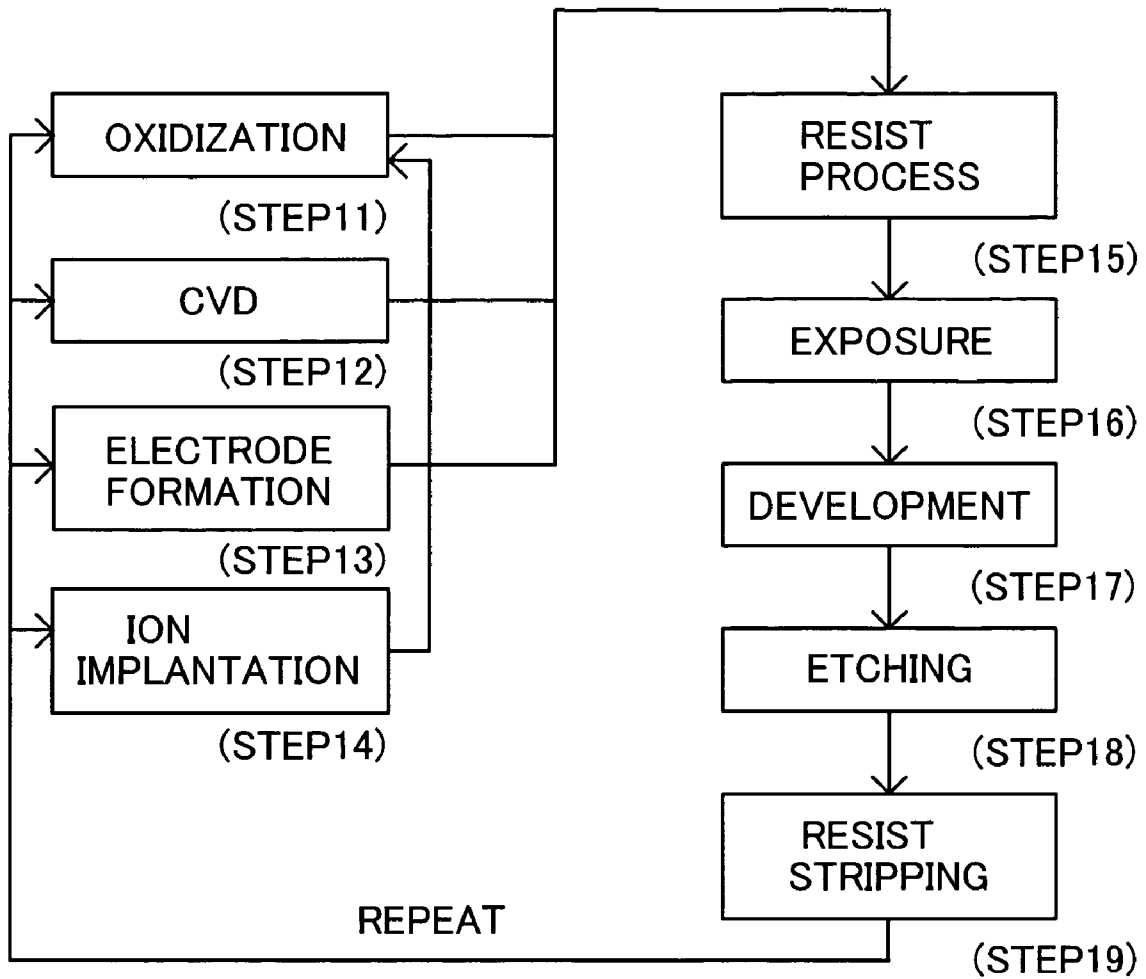 OXIDIZATION
(STEP11)
CVD
(STEP12)
ELECTRODE
FORMATION
(STEP13)
ION
IMPLANTATION
(STEP14)
RESIST
PROCESS
(STEP15)
EXPOSURE
(STEP16)
DEVELOPMENT
(STEP17)
ETCHING
(STEP18)
RESIST
STRIPPING
(STEP19)
REPEAT